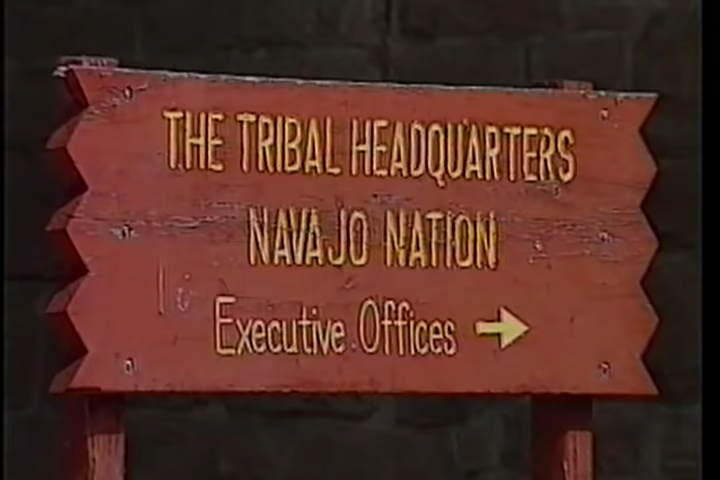 THE TRIBAL HEADQUARTERS
NAVAJO NATION
Executive Offices →